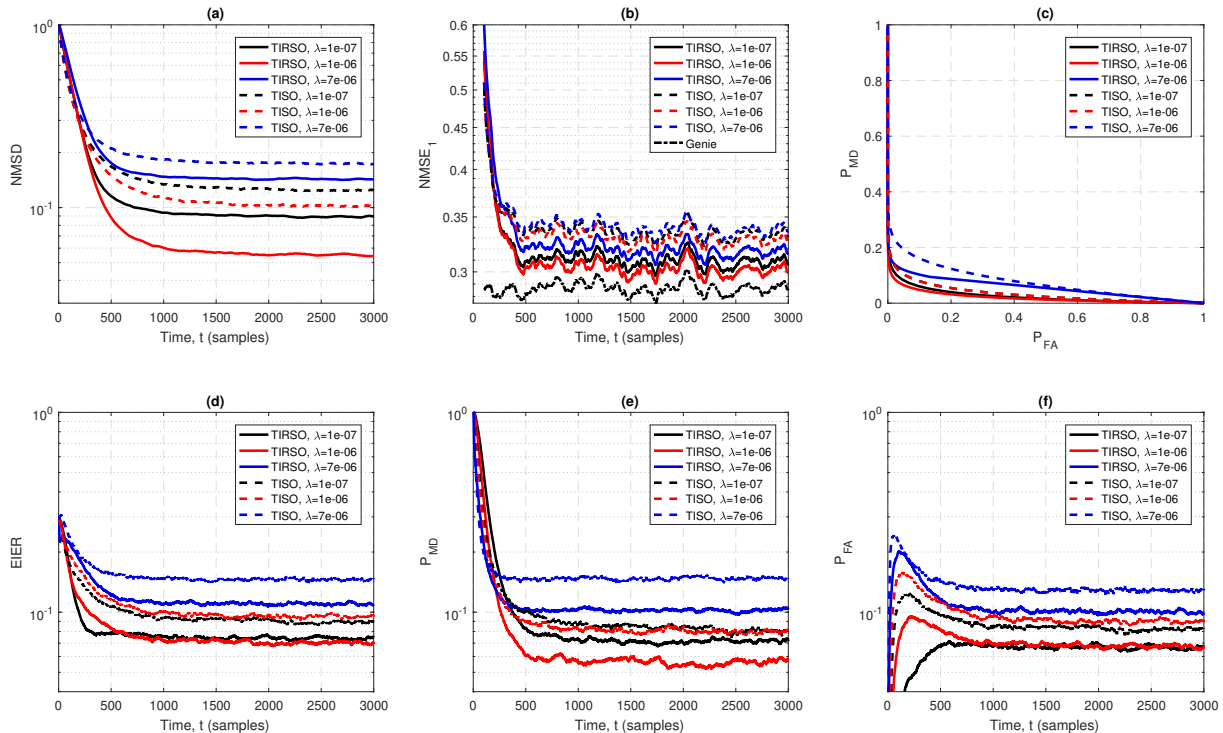 (a)
NMSD
10^0
10^-1
0 500 1000 1500 2000 2500 3000
Time, t (samples)
TIRSO, λ=1e-07
TIRSO, λ=1e-06
TIRSO, λ=7e-06
TISO, λ=1e-07
TISO, λ=1e-06
TISO, λ=7e-06
(b)
NMSE_1
0.6
0.55
0.5
0.45
0.4
0.35
0.3
0 500 1000 1500 2000 2500 3000
Time, t (samples)
TIRSO, λ=1e-07
TIRSO, λ=1e-06
TIRSO, λ=7e-06
TISO, λ=1e-07
TISO, λ=1e-06
TISO, λ=7e-06
Genie
(c)
P_MD
1
0.8
0.6
0.4
0.2
0
0 0.2 0.4 0.6 0.8 1
P_FA
TIRSO, λ=1e-07
TIRSO, λ=1e-06
TIRSO, λ=7e-06
TISO, λ=1e-07
TISO, λ=1e-06
TISO, λ=7e-06
(d)
EIER
10^0
10^-1
0 500 1000 1500 2000 2500 3000
Time, t (samples)
TIRSO, λ=1e-07
TIRSO, λ=1e-06
TIRSO, λ=7e-06
TISO, λ=1e-07
TISO, λ=1e-06
TISO, λ=7e-06
(e)
P_MD
10^0
10^-1
0 500 1000 1500 2000 2500 3000
Time, t (samples)
TIRSO, λ=1e-07
TIRSO, λ=1e-06
TIRSO, λ=7e-06
TISO, λ=1e-07
TISO, λ=1e-06
TISO, λ=7e-06
(f)
P_FA
10^0
10^-1
0 500 1000 1500 2000 2500 3000
Time, t (samples)
TIRSO, λ=1e-07
TIRSO, λ=1e-06
TIRSO, λ=7e-06
TISO, λ=1e-07
TISO, λ=1e-06
TISO, λ=7e-06